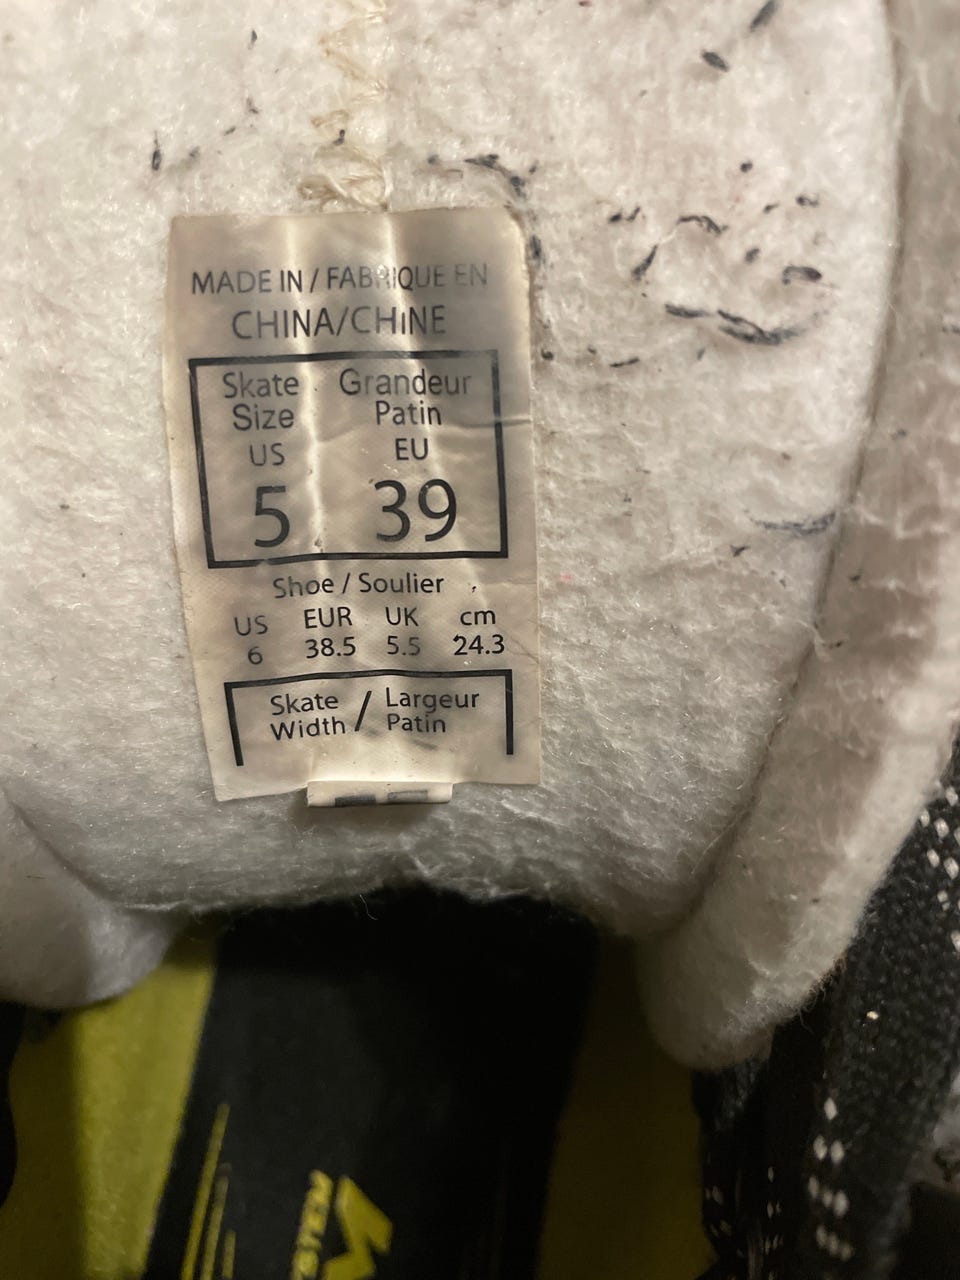 MADE IN / FABRIQUE EN
CHINA/CHINE
Skate Size Grandeur Patin
US EU
5 39
Shoe / Soulier
US EUR UK cm
6 38.5 5.5 24.3
Skate Width / Largeur Patin